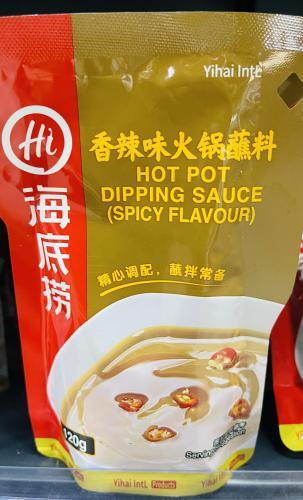 Yihai Intl.
Hi
海底捞
香辣味火锅蘸料
HOT POT
DIPPING SAUCE
(SPICY FLAVOUR)
精心调配，蘸拌常备
120g
Yihai Intl. Products